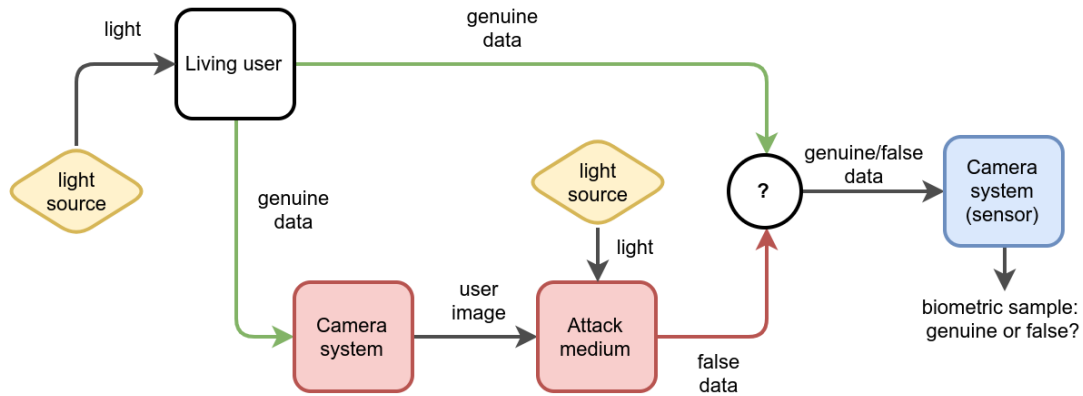 light
Living user
genuine
data
light
source
genuine
data
light
source
light
?
genuine/false
data
Camera
system
(sensor)
Camera
system
user
image
Attack
medium
false
data
biometric sample:
genuine or false?